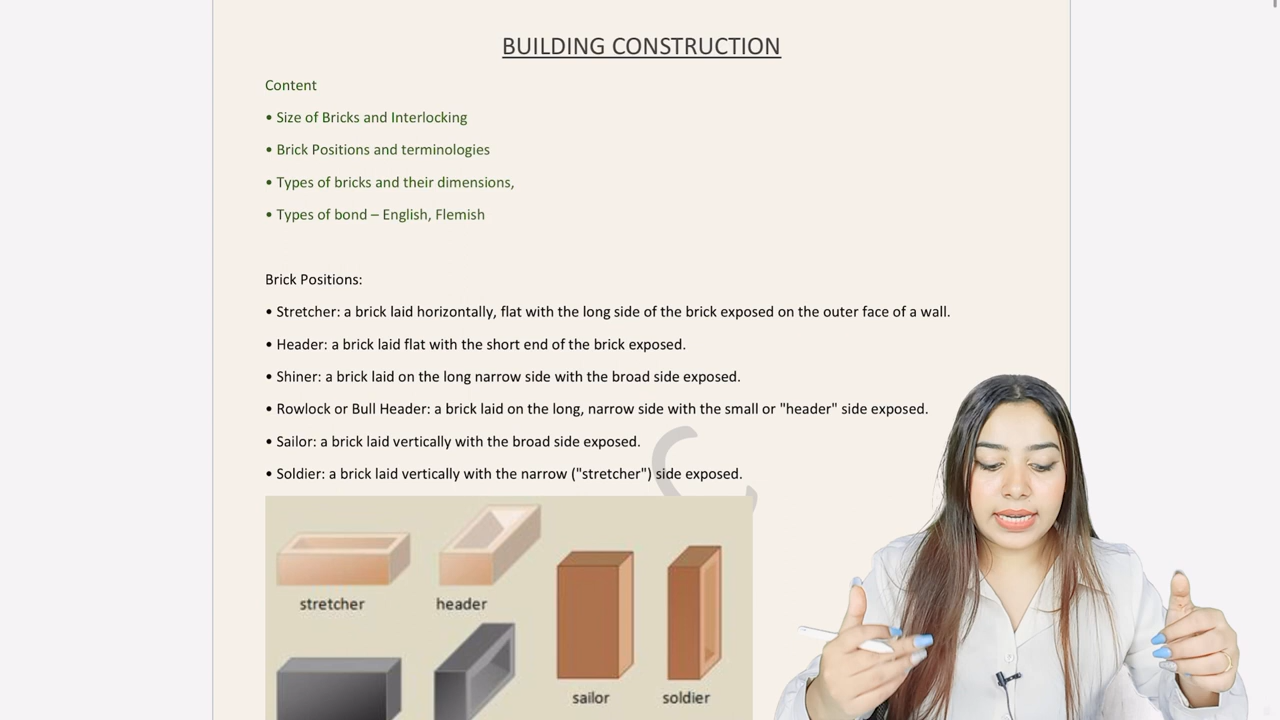 BUILDING CONSTRUCTION
Content
• Size of Bricks and Interlocking
• Brick Positions and terminologies
• Types of bricks and their dimensions,
• Types of bond – English, Flemish
Brick Positions:
• Stretcher: a brick laid horizontally, flat with the long side of the brick exposed on the outer face of a wall.
• Header: a brick laid flat with the short end of the brick exposed.
• Shiner: a brick laid on the long narrow side with the broad side exposed.
• Rowlock or Bull Header: a brick laid on the long, narrow side with the small or "header" side exposed.
• Sailor: a brick laid vertically with the broad side exposed.
• Soldier: a brick laid vertically with the narrow ("stretcher") side exposed.
stretcher header
sailor soldier